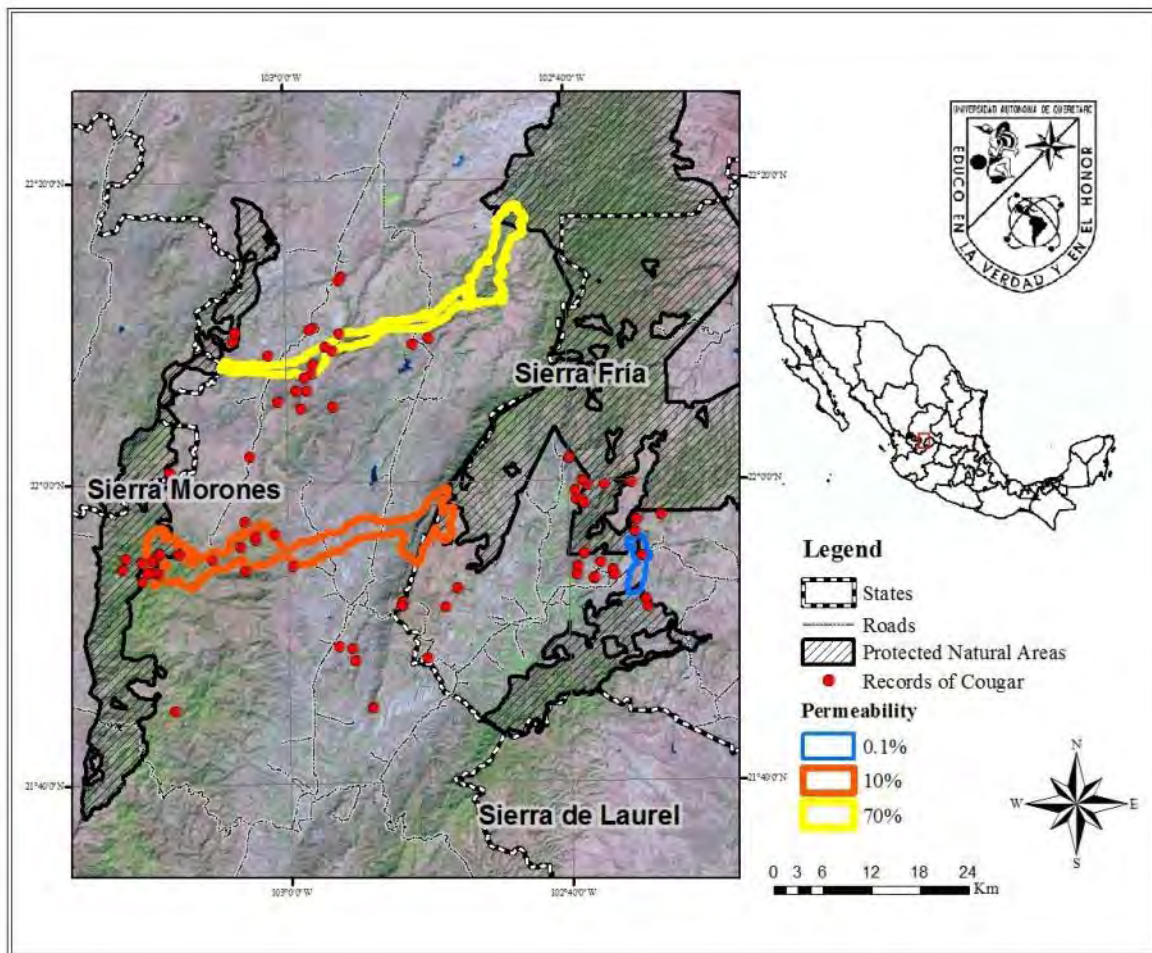 103°0'0"W
102°40'0"W
22°20'0"N
22°20'0"N
Sierra Fría
Sierra Morones
22°0'0"N
22°0'0"N
21°40'0"N
21°40'0"N
Sierra de Laurel
103°0'0"W
102°40'0"W
UNIVERSIDAD AUTONOMA DE QUERETARO
EDUCO EN LA VERDAD Y EN EL HONOR
Legend
States
Roads
Protected Natural Areas
Records of Cougar
Permeability
0.1%
10%
70%
N
W
E
S
0 3 6 12 18 24
Km